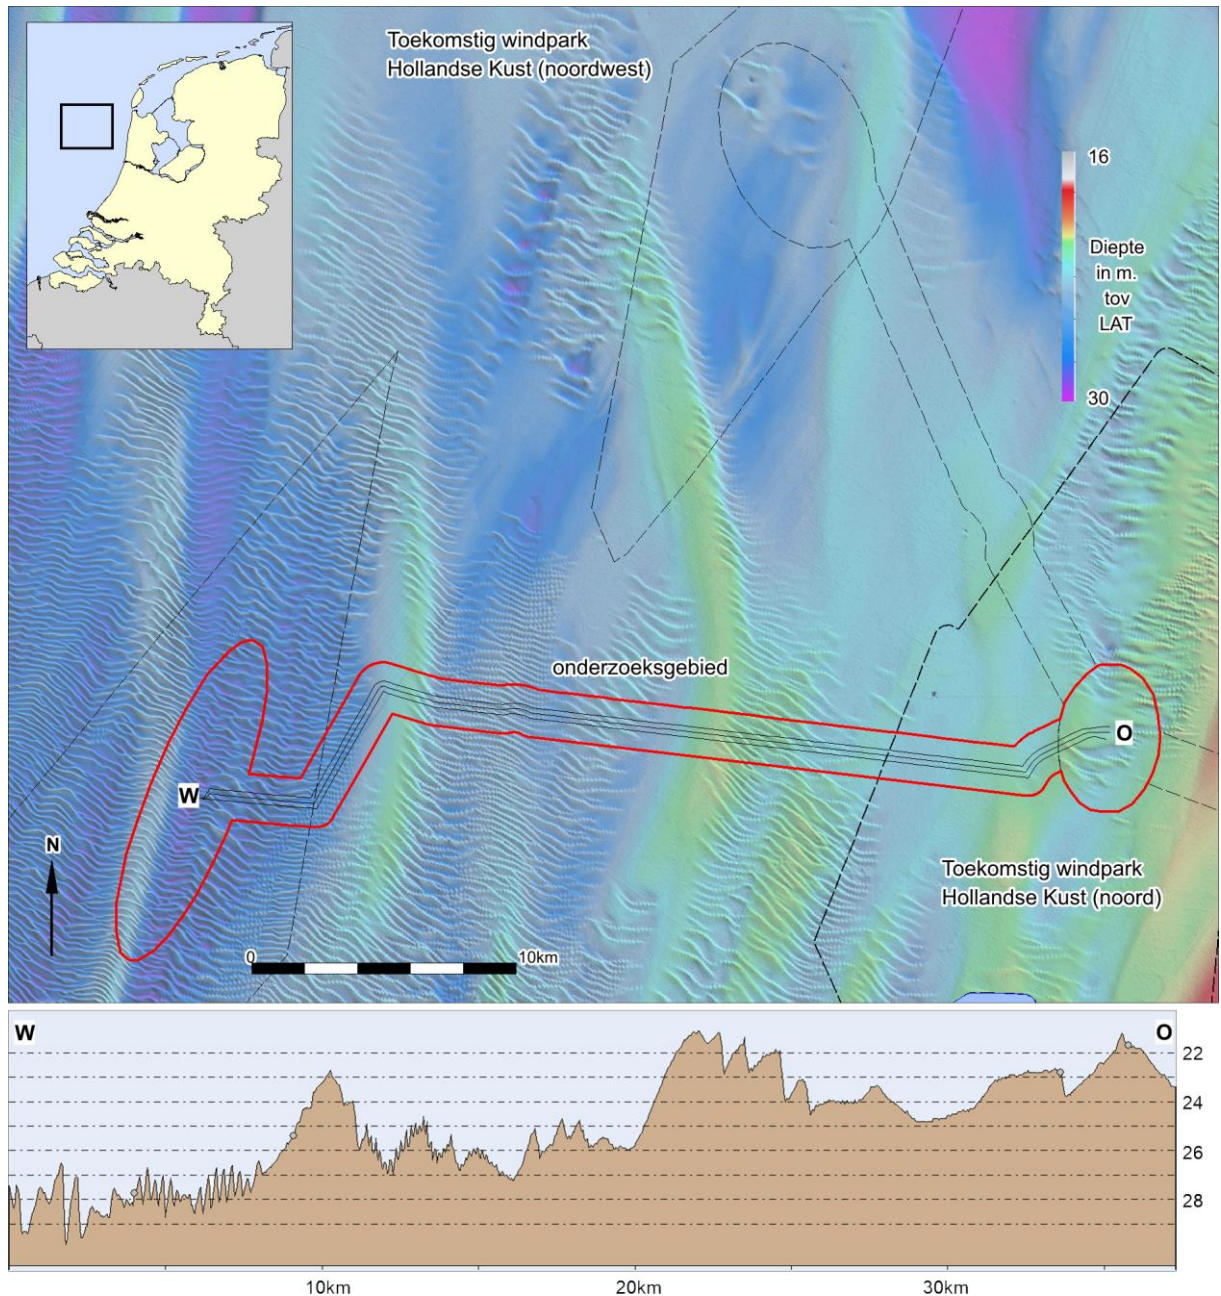 Toekomstig windpark
Hollandse Kust (noordwest)
16
Diepte
in m.
tov
LAT
30
onderzoeksgebied
W
O
N
Toekomstig windpark
Hollandse Kust (noord)
0
10km
W
O
22
24
26
28
10km
20km
30km